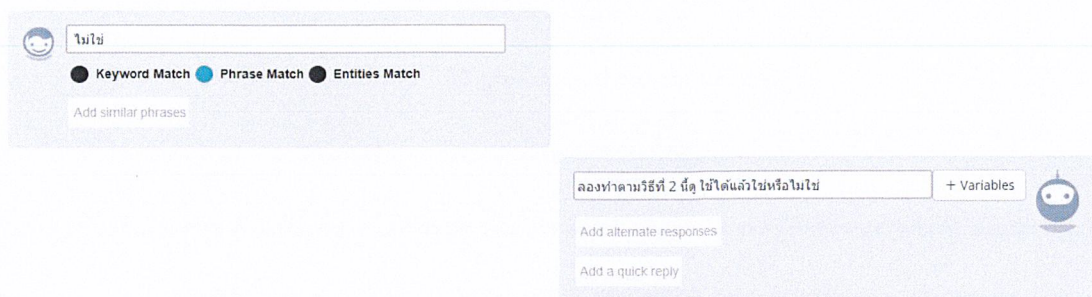 ไม่ใช่
Keyword Match Phrase Match Entities Match
Add similar phrases
ลองทำตามวิธีที่ 2 นี้ดู ใช้ได้แล้วใช่หรือไม่ใช่
+ Variables
Add alternate responses
Add a quick reply